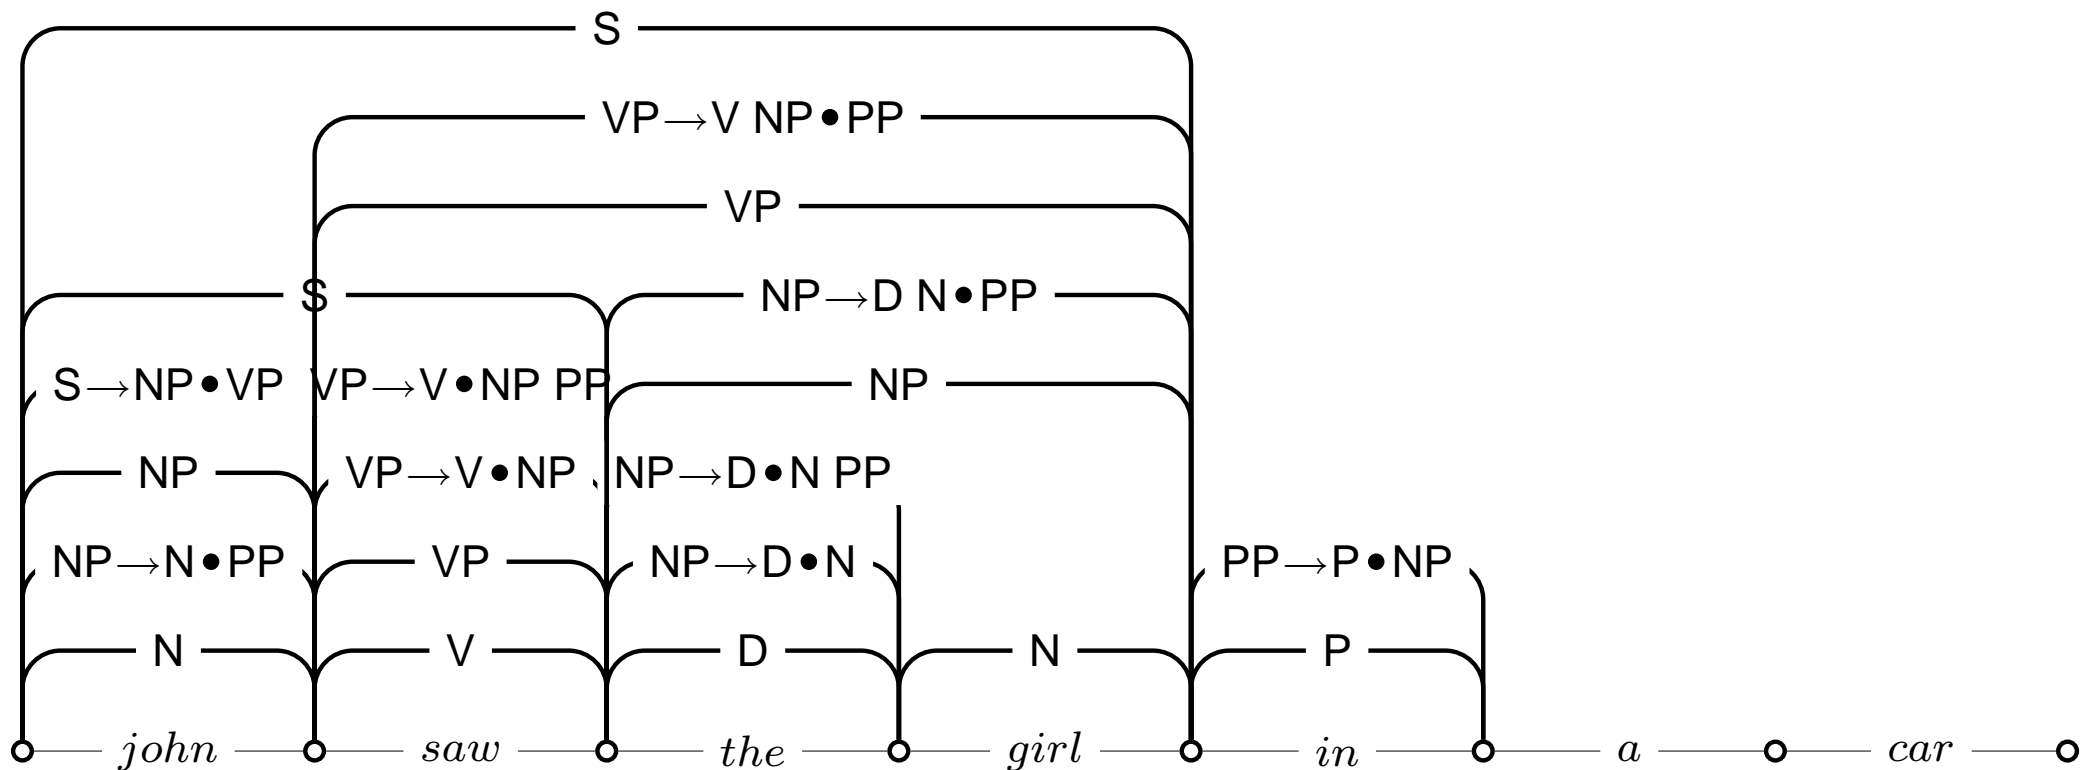 S
VP→V NP•PP
VP
S NP→D N•PP
S→NP•VP VP→V•NP PP NP
NP VP→V•NP NP→D•N PP
NP→N•PP VP NP→D•N PP→P•NP
N V D N P
john saw the girl in a car